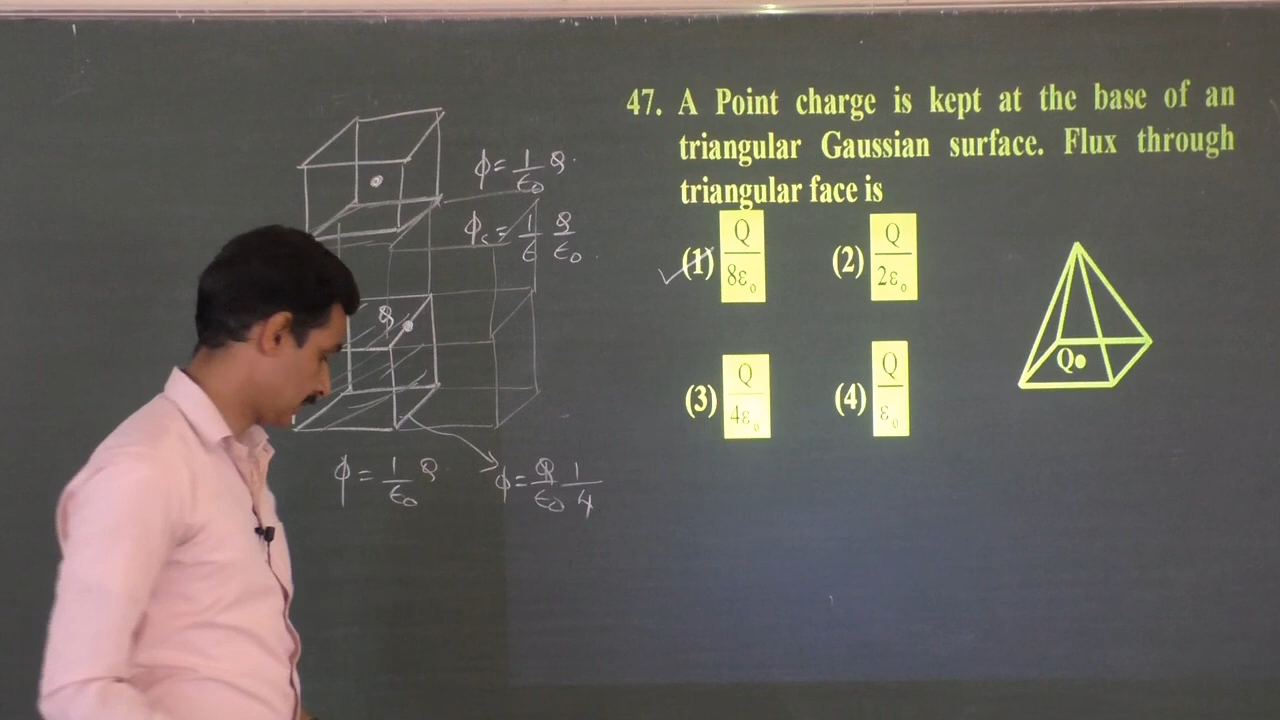 47. A Point charge is kept at the base of an
triangular Gaussian surface. Flux through
triangular face is
(1) Q/8ε₀ (2) Q/2ε₀
(3) Q/4ε₀ (4) Q/ε₀
Q
ϕ = 1/ε₀ Q
ϕ = 1/6 Q/ε₀
Q
ϕ = 1/ε₀ Q
ϕ = Q/ε₀ 1/4